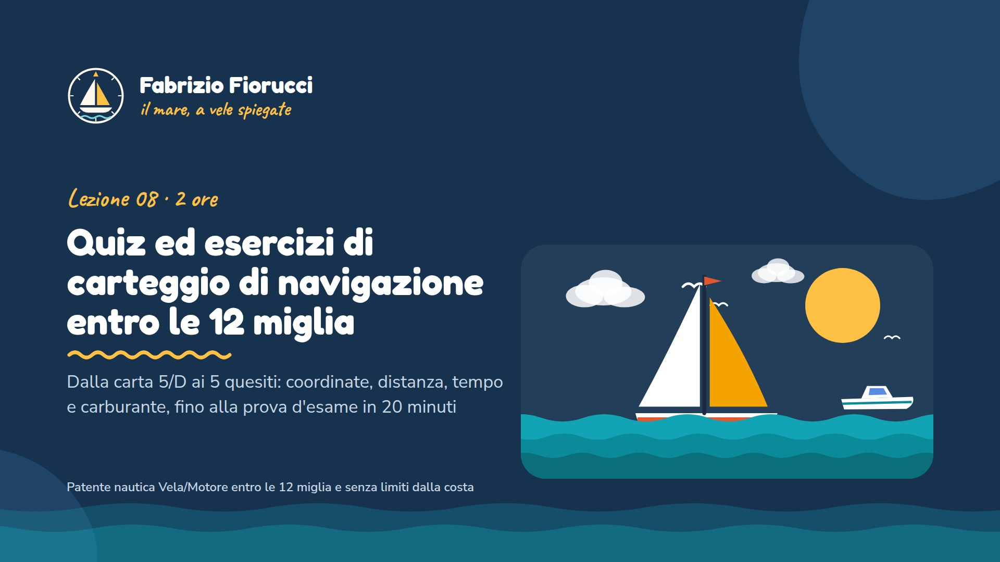 Fabrizio Fiorucci
il mare, a vele spiegate
Lezione 08 · 2 ore
Quiz ed esercizi di
carteggio di navigazione
entro le 12 miglia
Dalla carta 5/D ai 5 quesiti: coordinate, distanza, tempo
e carburante, fino alla prova d'esame in 20 minuti
Patente nautica Vela/Motore entro le 12 miglia e senza limiti dalla costa